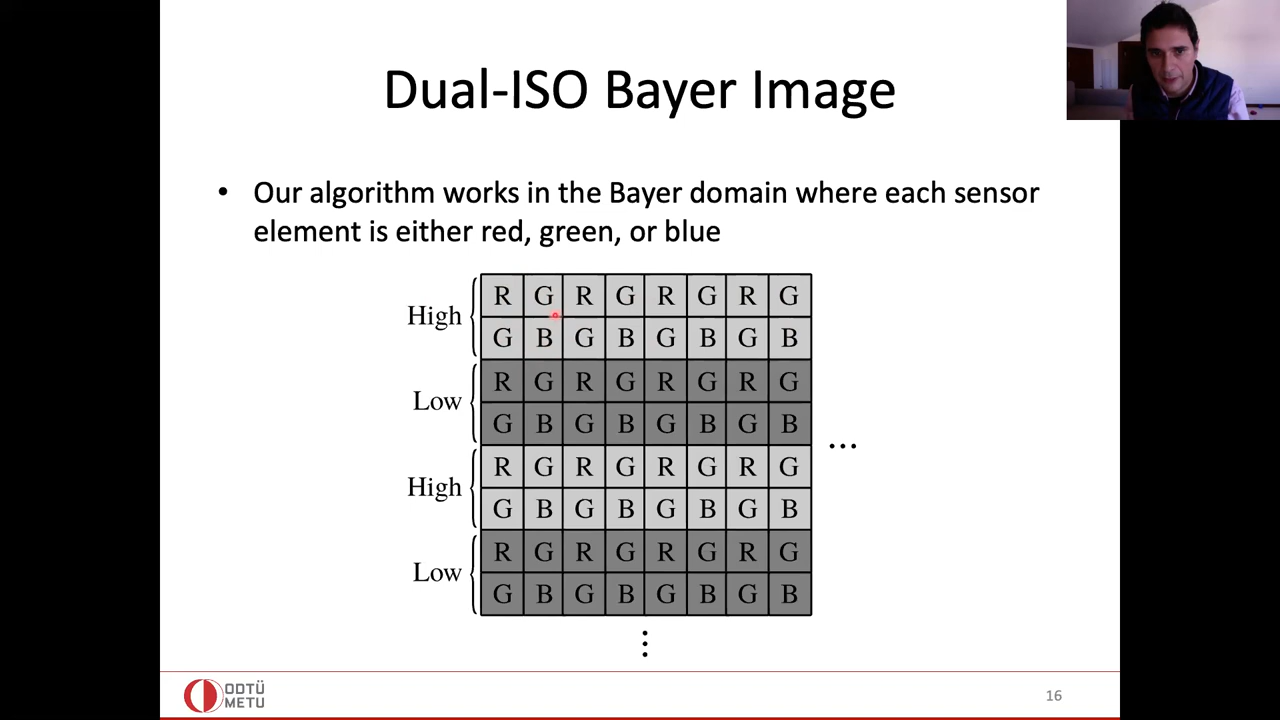 Dual-ISO Bayer Image
• Our algorithm works in the Bayer domain where each sensor
element is either red, green, or blue
High
R G R G R G R G
G B G B G B G B
Low
R G R G R G R G
G B G B G B G B
...
High
R G R G R G R G
G B G B G B G B
Low
R G R G R G R G
G B G B G B G B
⋮
ODTÜ
METU
16